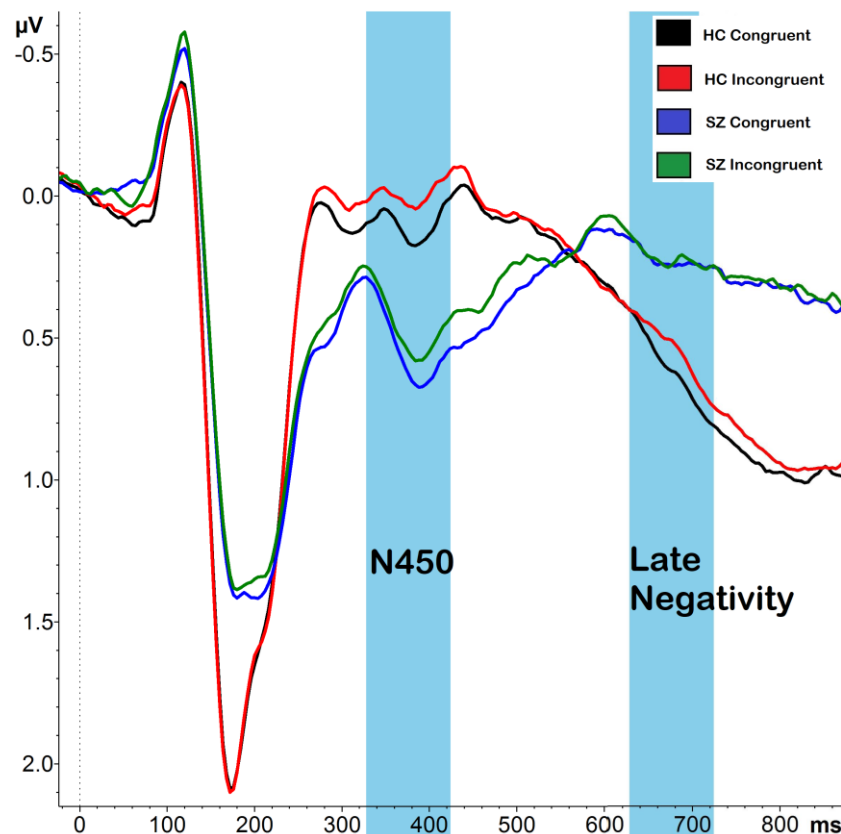 µV
-0.5
0.0
0.5
1.0
1.5
2.0
HC Congruent
HC Incongruent
SZ Congruent
SZ Incongruent
N450
Late
Negativity
0 100 200 300 400 500 600 700 800 ms